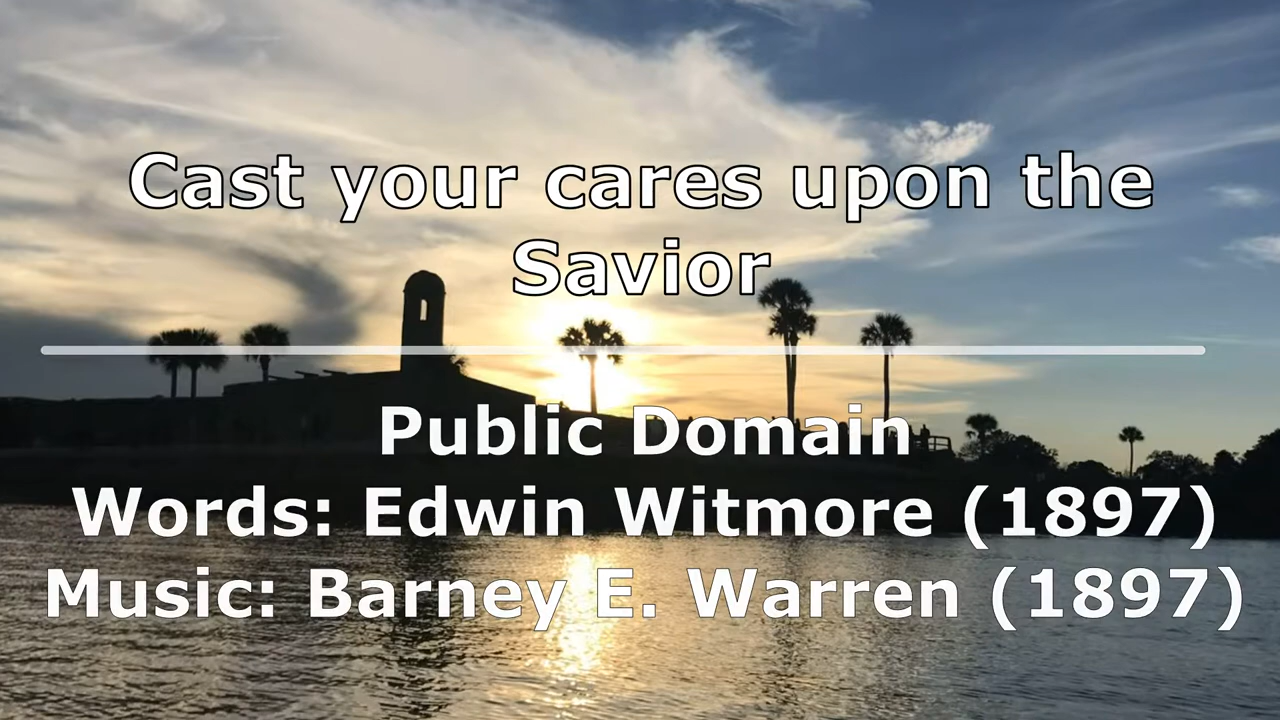 Cast your cares upon the
Savior
Public Domain
Words: Edwin Witmore (1897)
Music: Barney E. Warren (1897)